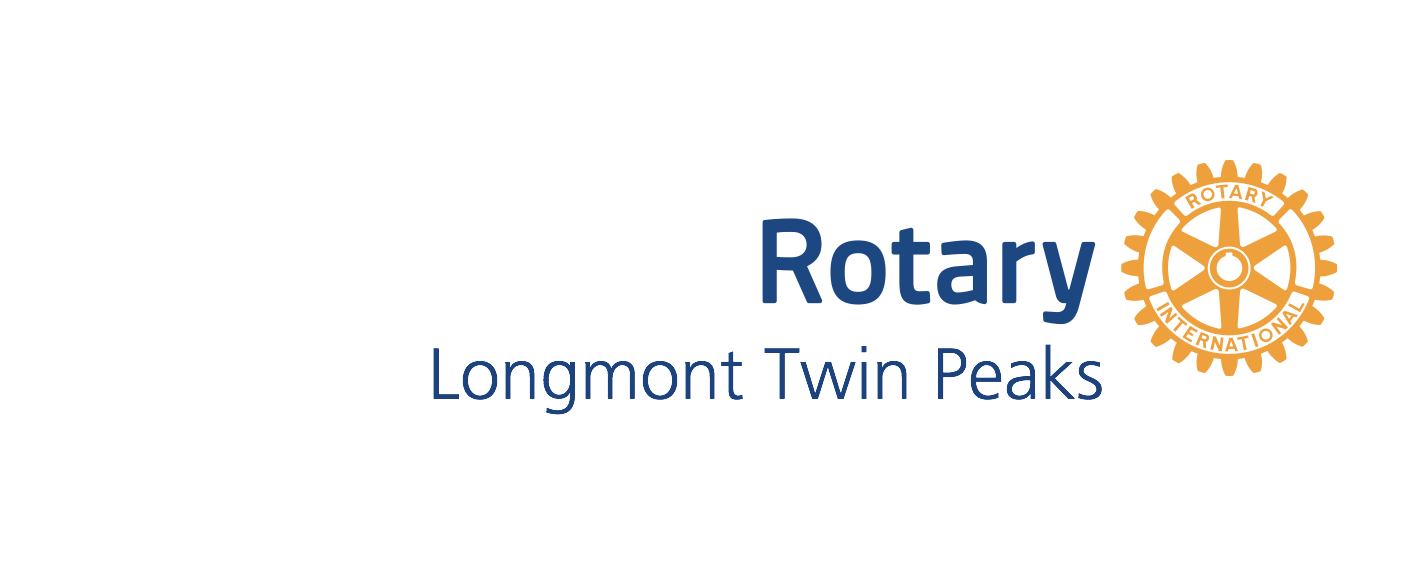 Rotary
Longmont Twin Peaks
ROTARY
INTERNATIONAL